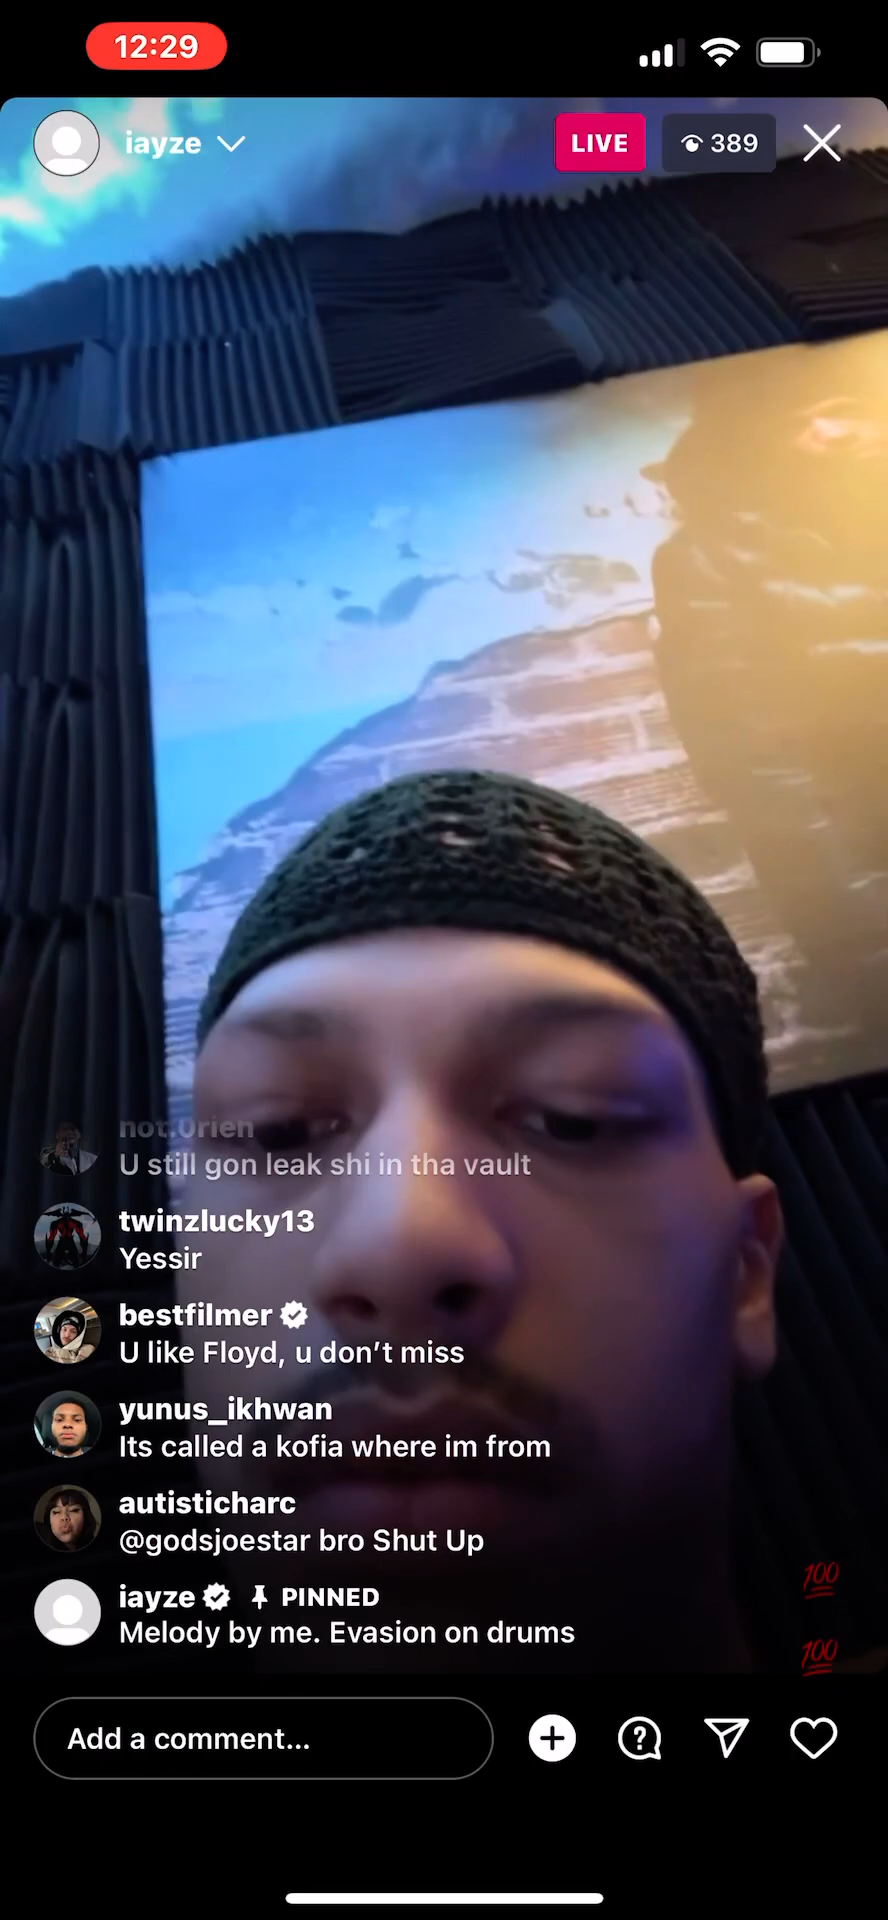 12:29
iayze
LIVE
389
not.0rien
U still gon leak shi in tha vault
twinzlucky13
Yessir
bestfilmer
U like Floyd, u don’t miss
yunus_ikhwan
Its called a kofia where im from
autisticharc
@godsjoestar bro Shut Up
iayze PINNED
Melody by me. Evasion on drums
100
100
Add a comment...